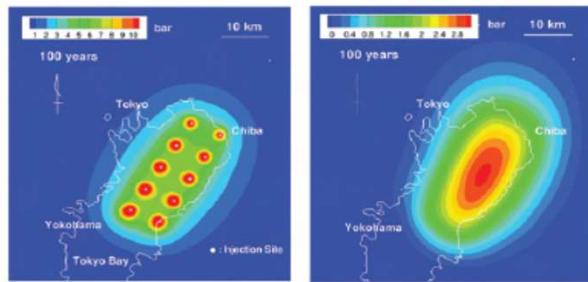 1 2 3 4 5 6 7 8 9 10 bar
10 km
100 years
Tokyo
Chiba
Yokohama
Tokyo Bay
: Injection Site
0 0.4 0.8 1.2 1.6 2 2.4 2.8 bar
10 km
100 years
Tokyo
Chiba
Yokohama
Tokyo Bay